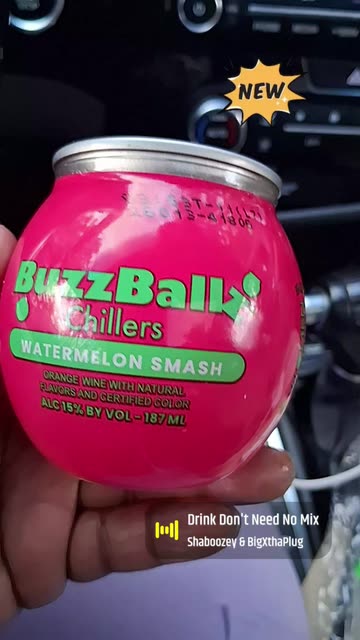 NEW
BuzzBallz
Chillers
WATERMELON SMASH
ORANGE WINE WITH NATURAL
FLAVORS AND CERTIFIED COLOR
ALC 15% BY VOL - 187 ML
Drink Don't Need No Mix
Shaboozey & BigXthaPlug